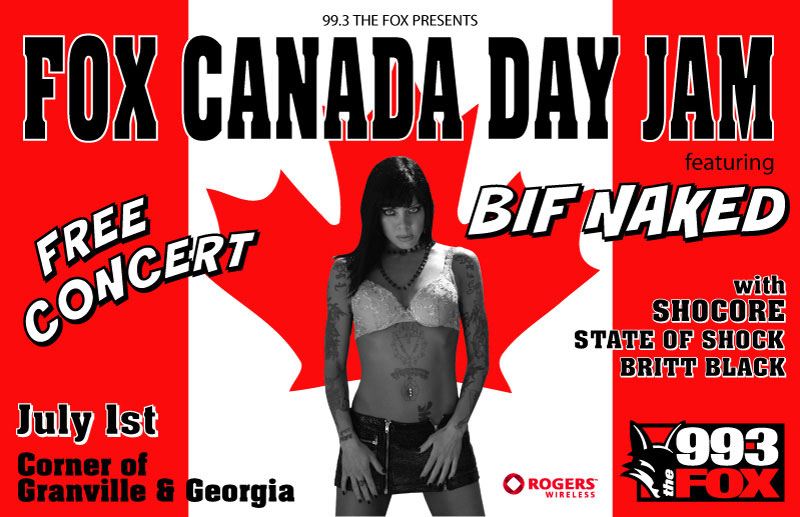 99.3 THE FOX PRESENTS
FOX CANADA DAY JAM
featuring
BIF NAKED
FREE
CONCERT
with
SHOCORE
STATE OF SHOCK
BRITT BLACK
July 1st
Corner of
Granville & Georgia
ROGERS™
WIRELESS
993
the FOX